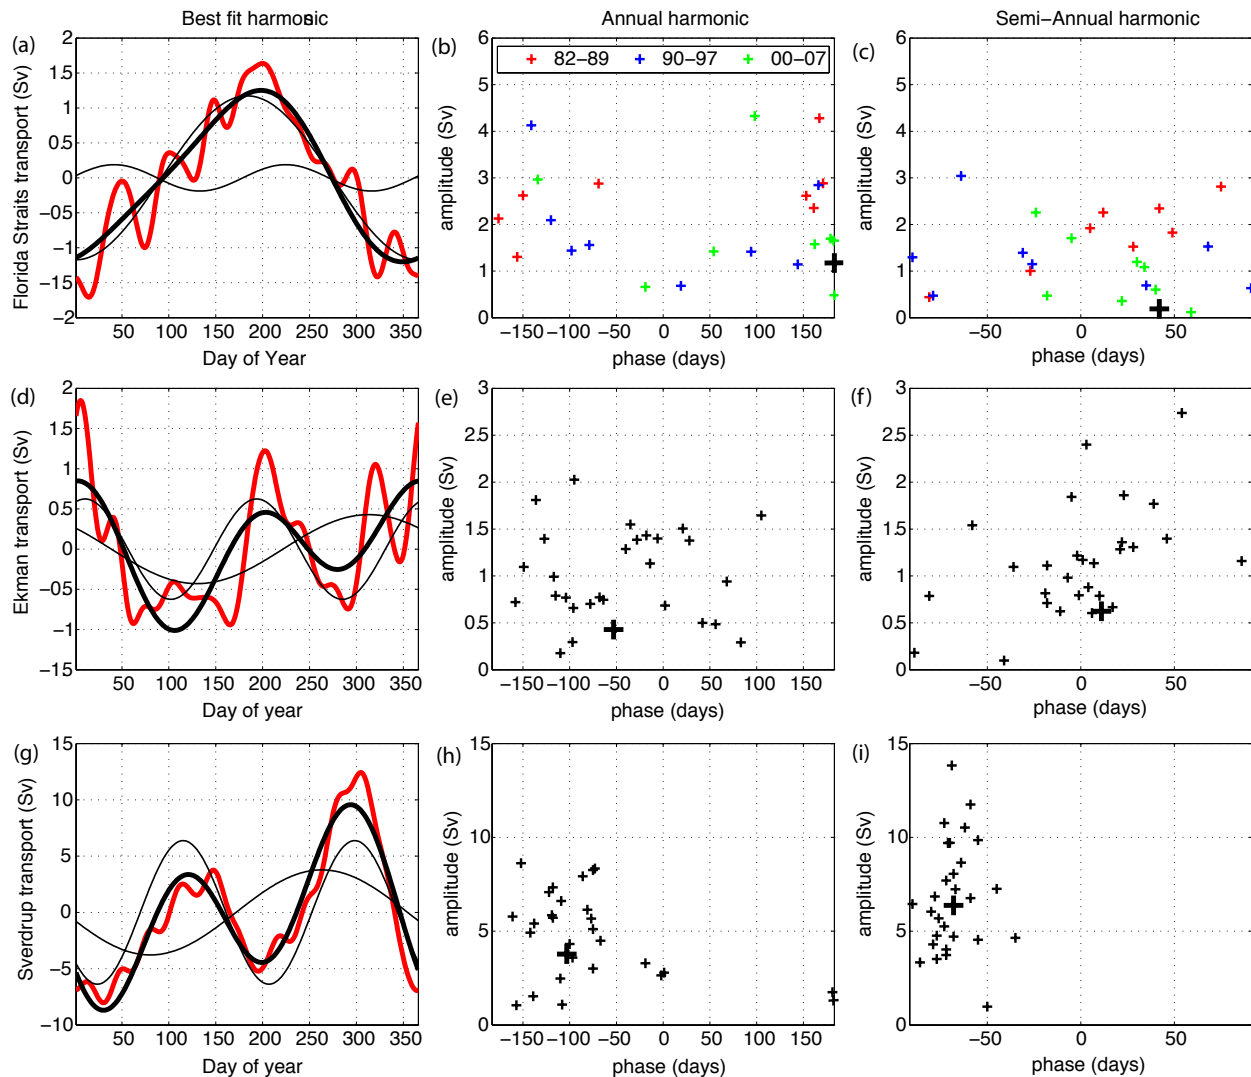 Best fit harmonic
Annual harmonic
Semi−Annual harmonic
(a)
Florida Straits transport (Sv)
2
1.5
1
0.5
0
−0.5
−1
−1.5
−2
50 100 150 200 250 300 350
Day of Year
(b)
amplitude (Sv)
6
5
4
3
2
1
0
82−89 90−97 00−07
−150 −100 −50 0 50 100 150
phase (days)
(c)
amplitude (Sv)
6
5
4
3
2
1
0
−50 0 50
phase (days)
(d)
Ekman transport (Sv)
2
1.5
1
0.5
0
−0.5
−1
−1.5
50 100 150 200 250 300 350
Day of year
(e)
amplitude (Sv)
3
2.5
2
1.5
1
0.5
0
−150 −100 −50 0 50 100 150
phase (days)
(f)
amplitude (Sv)
3
2.5
2
1.5
1
0.5
0
−50 0 50
phase (days)
(g)
Sverdrup transport (Sv)
15
10
5
0
−5
−10
50 100 150 200 250 300 350
Day of year
(h)
amplitude (Sv)
15
10
5
0
−150 −100 −50 0 50 100 150
phase (days)
(i)
amplitude (Sv)
15
10
5
0
−50 0 50
phase (days)